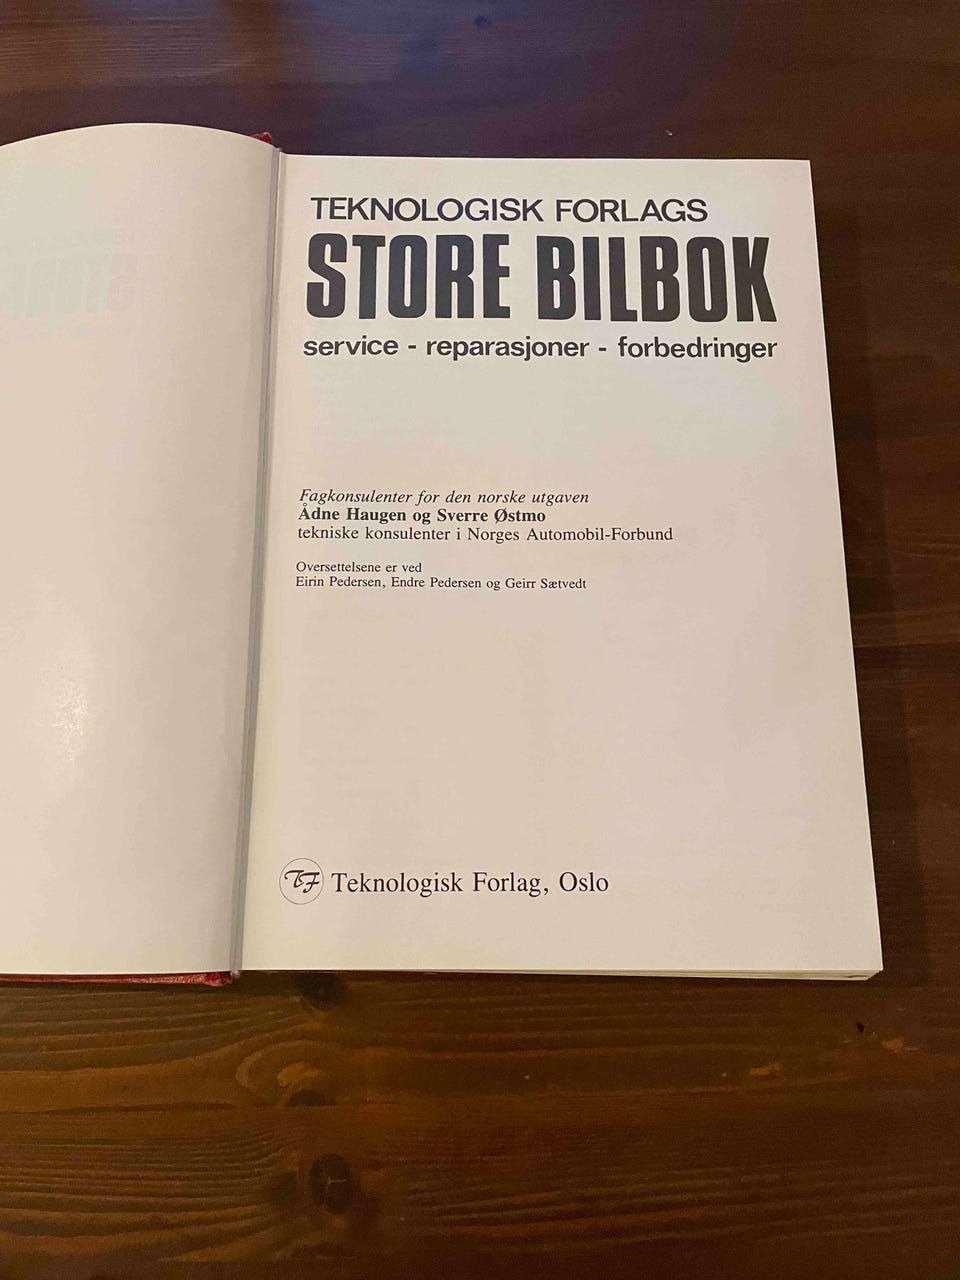 TEKNOLOGISK FORLAGS
STORE BILBOK
service - reparasjoner - forbedringer
Fagkonsulenter for den norske utgaven
Ådne Haugen og Sverre Østmo
tekniske konsulenter i Norges Automobil-Forbund
Oversettelsene er ved
Eirin Pedersen, Endre Pedersen og Geirr Sætvedt
TF Teknologisk Forlag, Oslo